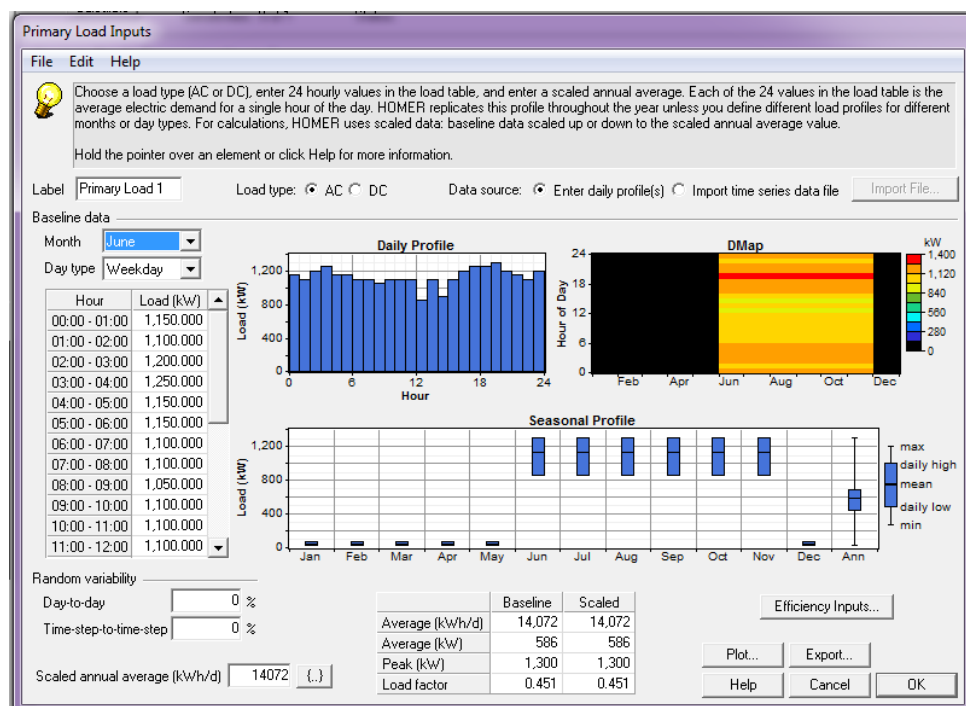 Primary Load Inputs
File Edit Help
Choose a load type (AC or DC), enter 24 hourly values in the load table, and enter a scaled annual average. Each of the 24 values in the load table is the
average electric demand for a single hour of the day. HOMER replicates this profile throughout the year unless you define different load profiles for different
months or day types. For calculations, HOMER uses scaled data: baseline data scaled up or down to the scaled annual average value.
Hold the pointer over an element or click Help for more information.
Label Primary Load 1 Load type: AC DC Data source: Enter daily profile(s) Import time series data file Import File...
Baseline data
Month June
Day type Weekday
Hour Load (kW)
00:00 - 01:00 1,150.000
01:00 - 02:00 1,100.000
02:00 - 03:00 1,200.000
03:00 - 04:00 1,250.000
04:00 - 05:00 1,150.000
05:00 - 06:00 1,150.000
06:00 - 07:00 1,100.000
07:00 - 08:00 1,100.000
08:00 - 09:00 1,050.000
09:00 - 10:00 1,100.000
10:00 - 11:00 1,100.000
11:00 - 12:00 1,100.000
Daily Profile
Load (kW)
1,200
800
400
0
0 6 12 18 24
Hour
DMap
Hour of Day
24
18
12
6
0
Feb Apr Jun Aug Oct Dec
kW
1,400
1,120
840
560
280
0
Seasonal Profile
Load (kW)
1,200
800
400
0
Jan Feb Mar Apr May Jun Jul Aug Sep Oct Nov Dec Ann
max
daily high
mean
daily low
min
Random variability
Day-to-day 0 %
Time-step-to-time-step 0 %
Scaled annual average (kWh/d) 14072 {..}
Baseline Scaled
Average (kWh/d) 14,072 14,072
Average (kW) 586 586
Peak (kW) 1,300 1,300
Load factor 0.451 0.451
Efficiency Inputs...
Plot... Export...
Help Cancel OK